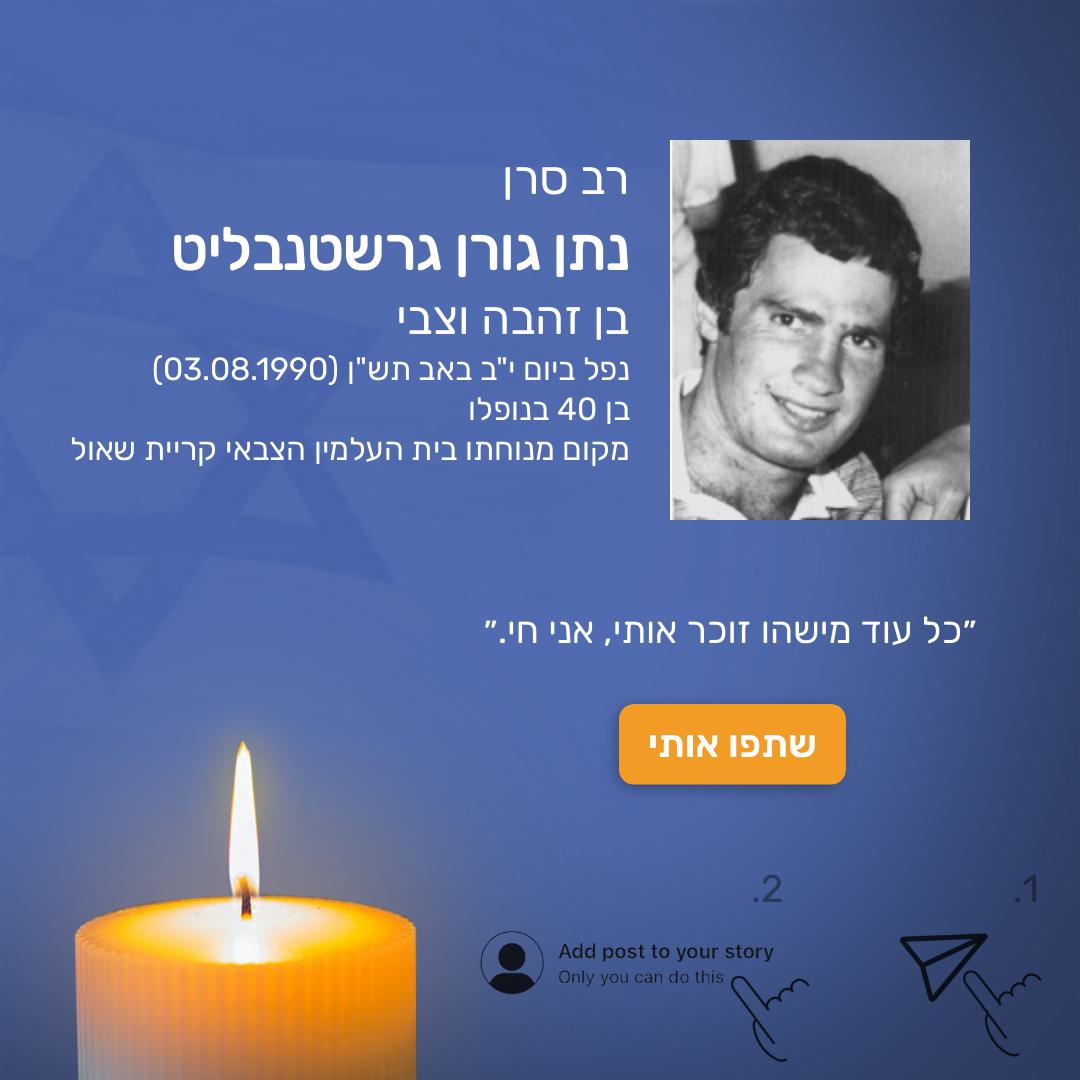 רב סרן
נתן גורן גרשטנבליט
בן זהבה וצבי
נפל ביום י"ב באב תש"ן (03.08.1990)
בן 40 בנופלו
מקום מנוחתו בית העלמין הצבאי קריית שאול
״כל עוד מישהו זוכר אותי, אני חי.״
שתפו אותי
.1
.2
Add post to your story
Only you can do this